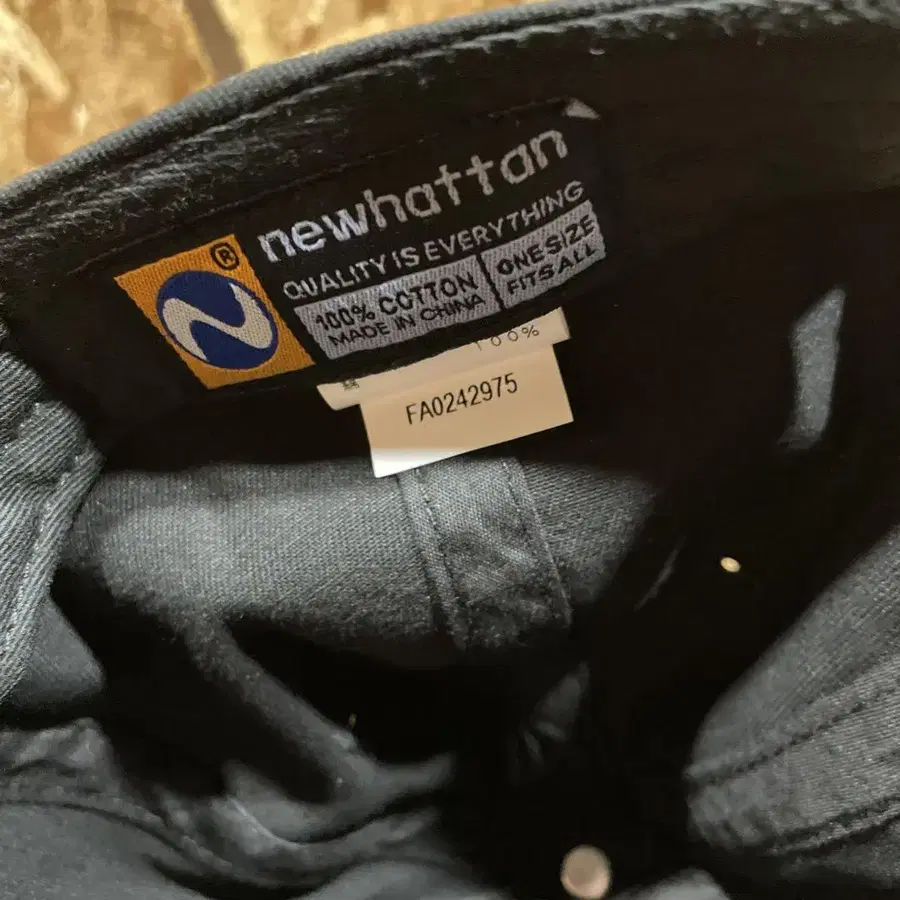 newhattan
®
QUALITY IS EVERYTHING
100% COTTON
MADE IN CHINA
ONE SIZE
FITS ALL
100%
FA0242975